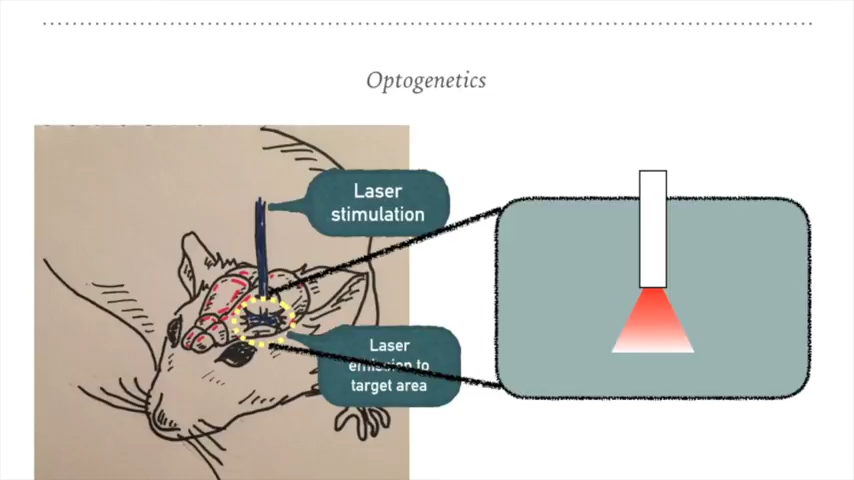 Optogenetics
Laser
stimulation
Laser
emission to
target area